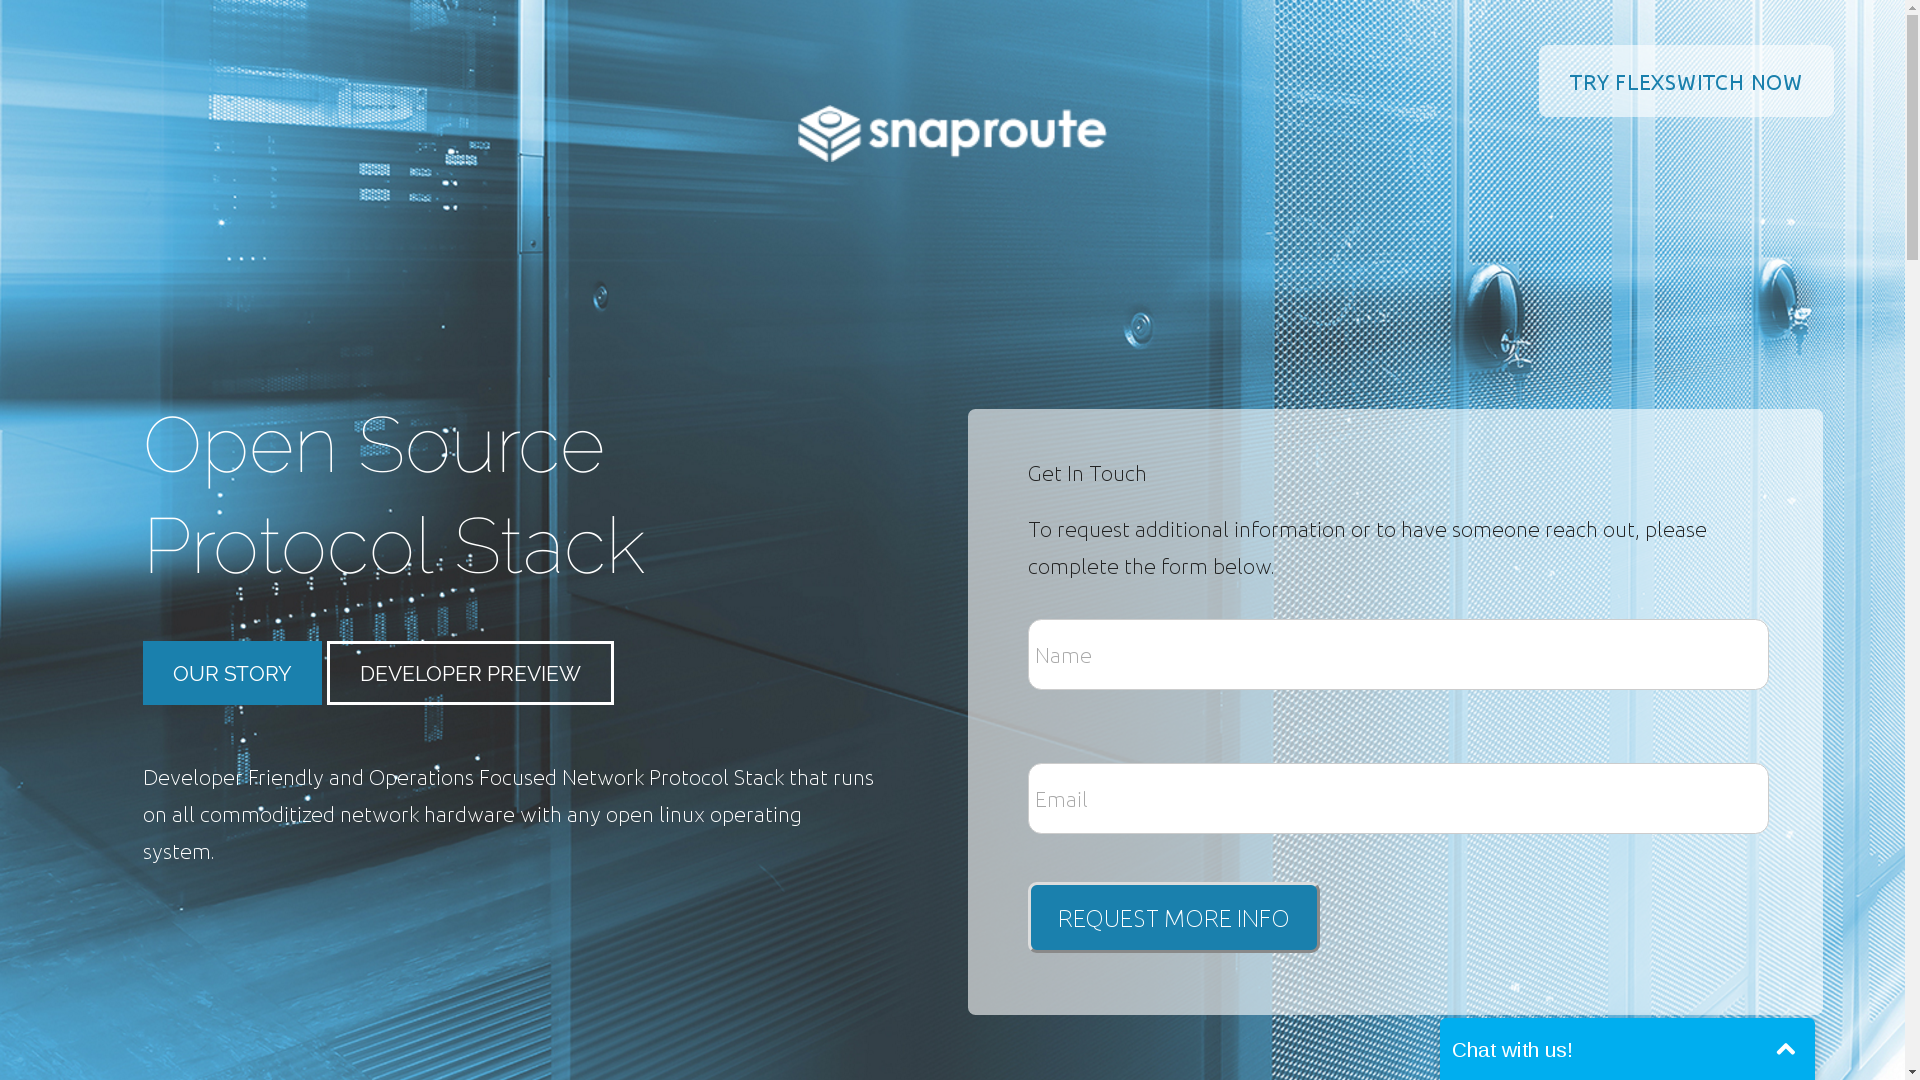 TRY FLEXSWITCH NOW
snaproute
Open Source
Protocol Stack
OUR STORY
DEVELOPER PREVIEW
Developer Friendly and Operations Focused Network Protocol Stack that runs
on all commoditized network hardware with any open linux operating
system.
Get In Touch
To request additional information or to have someone reach out, please
complete the form below.
Name
Email
REQUEST MORE INFO
Chat with us!